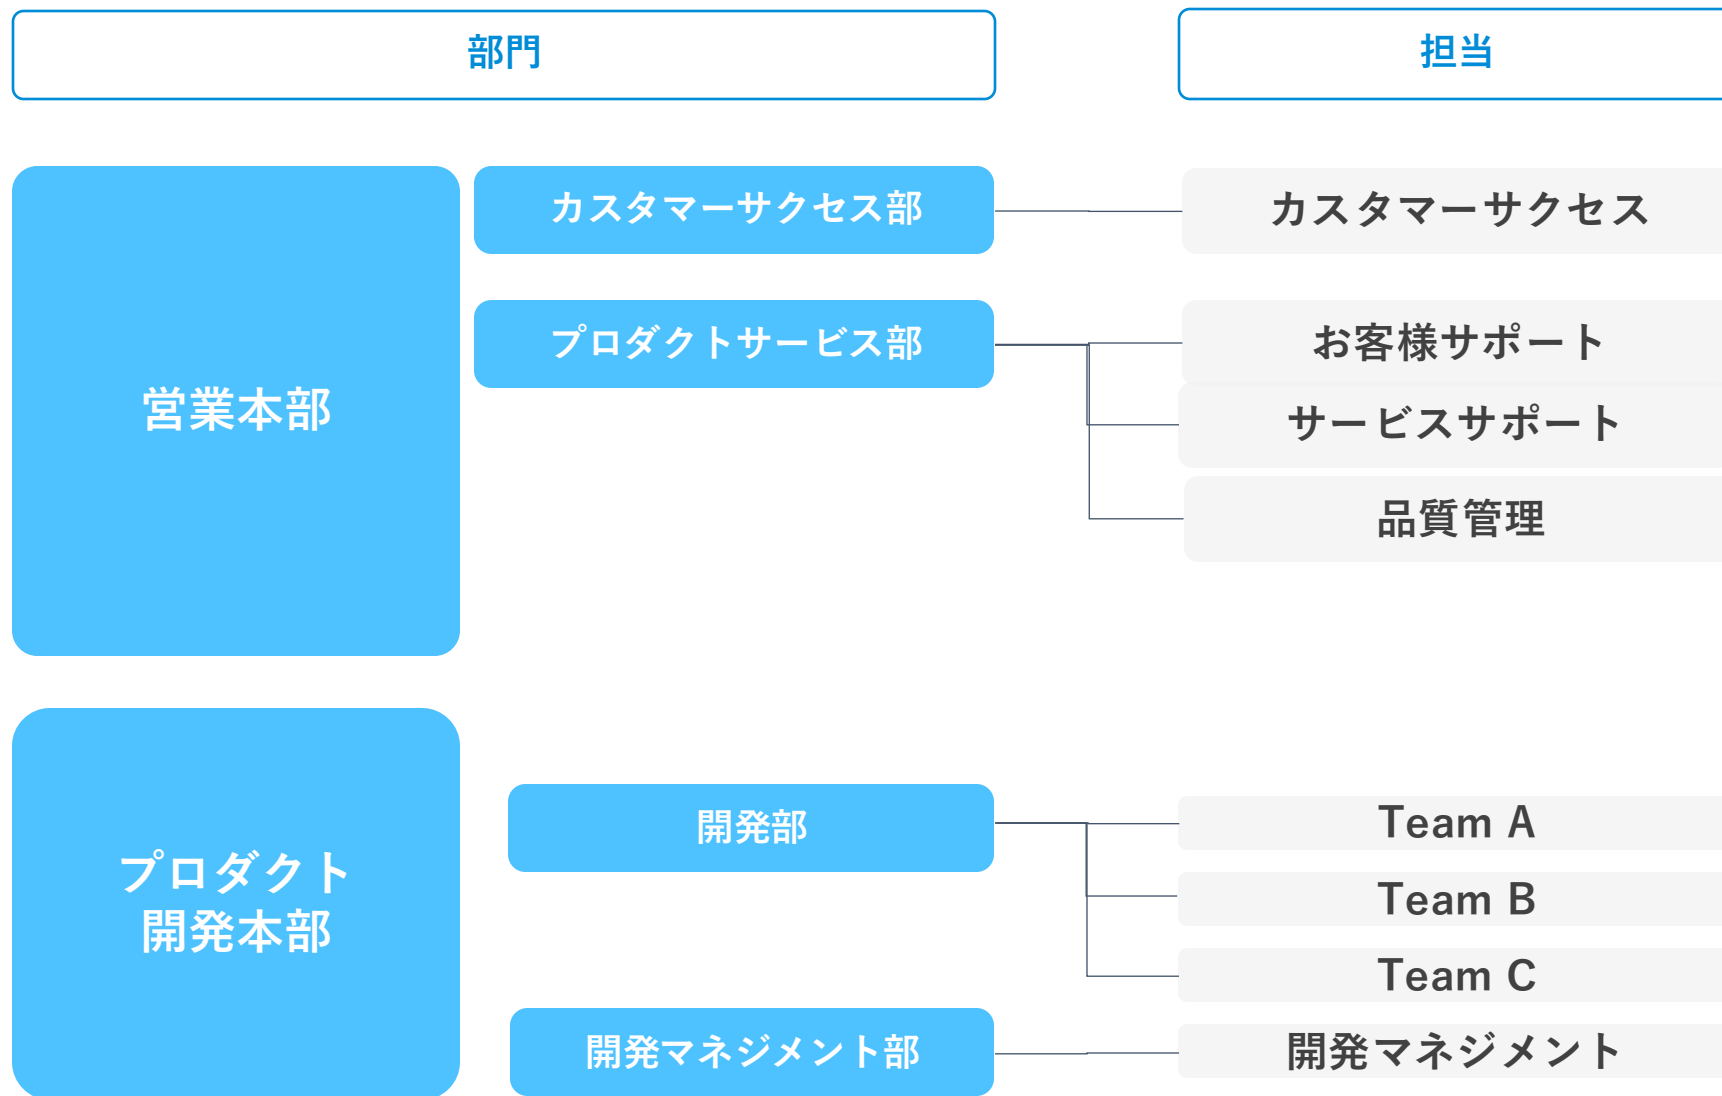 部門
担当
営業本部
カスタマーサクセス部
カスタマーサクセス
プロダクトサービス部
お客様サポート
サービスサポート
品質管理
プロダクト
開発本部
開発部
Team A
Team B
Team C
開発マネジメント部
開発マネジメント